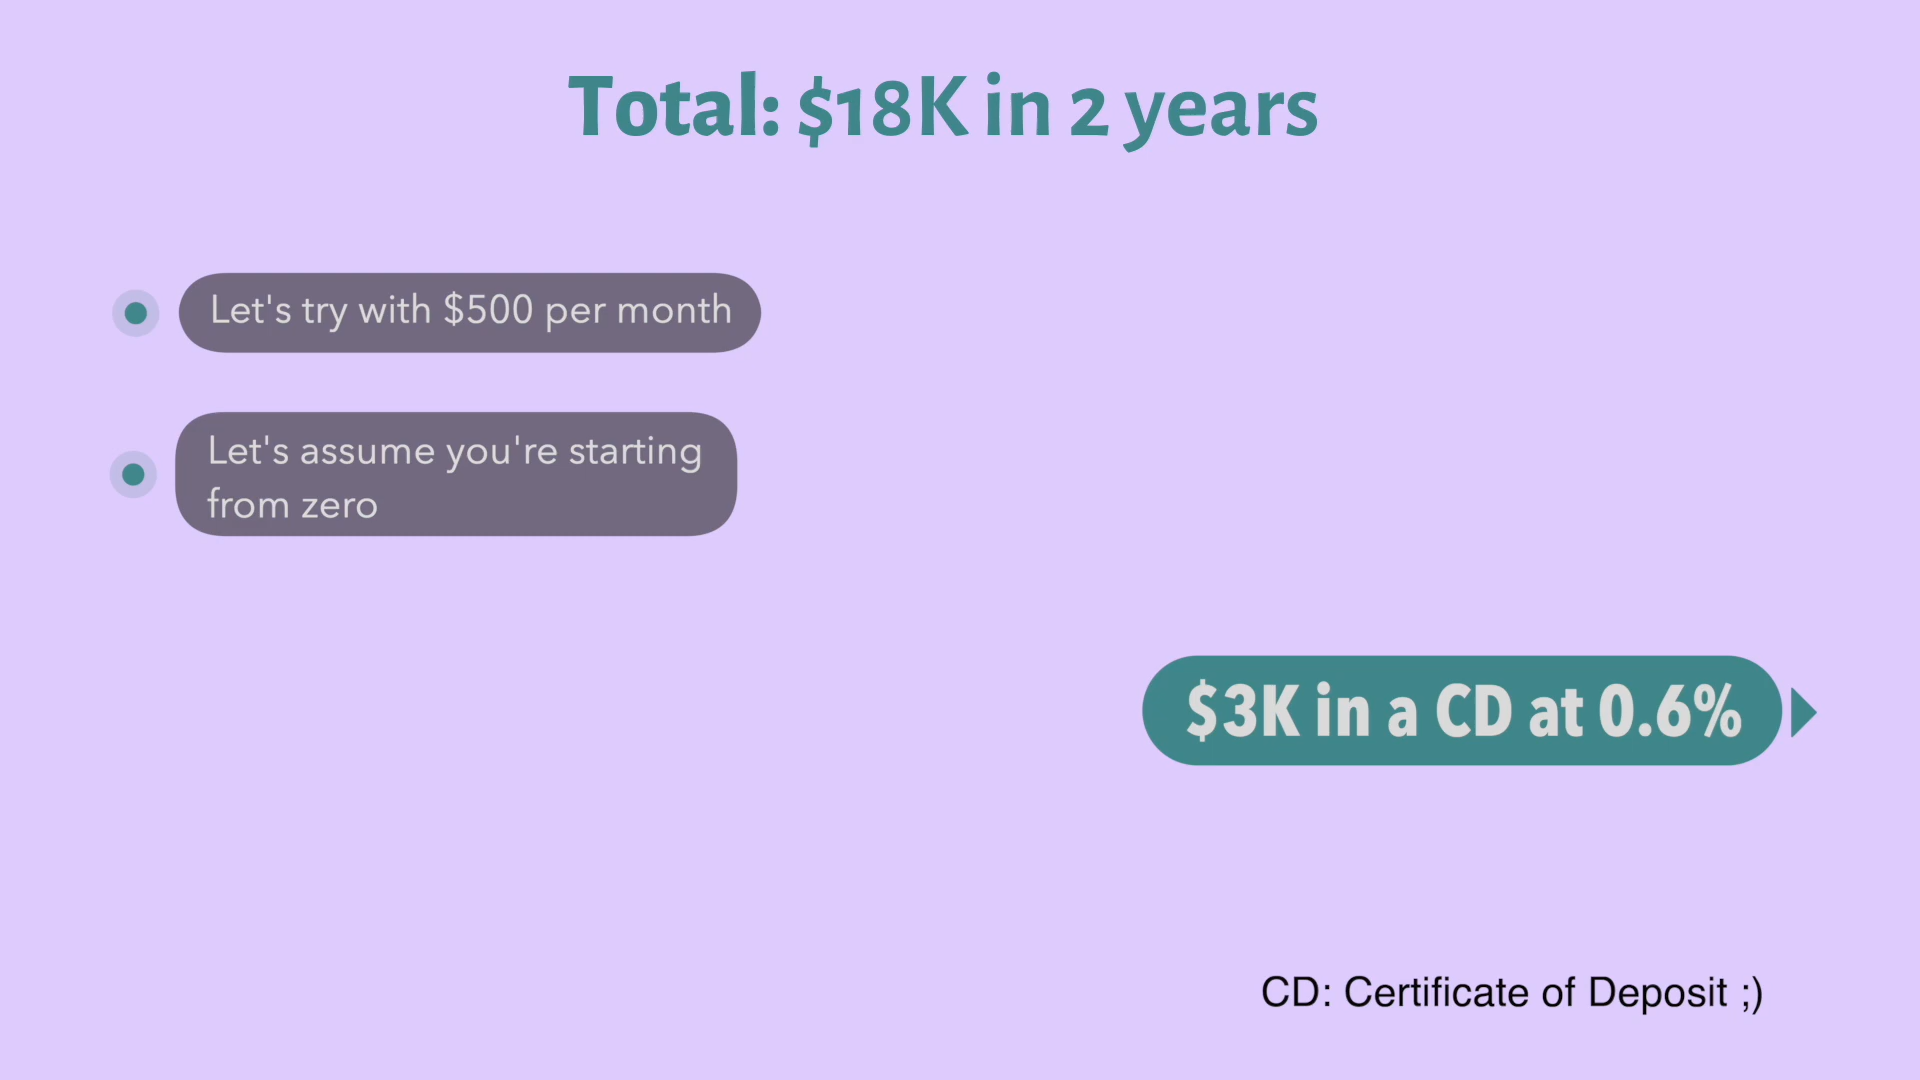 Total: $18K in 2 years
Let's try with $500 per month
Let's assume you're starting
from zero
$3K in a CD at 0.6%
CD: Certificate of Deposit ;)